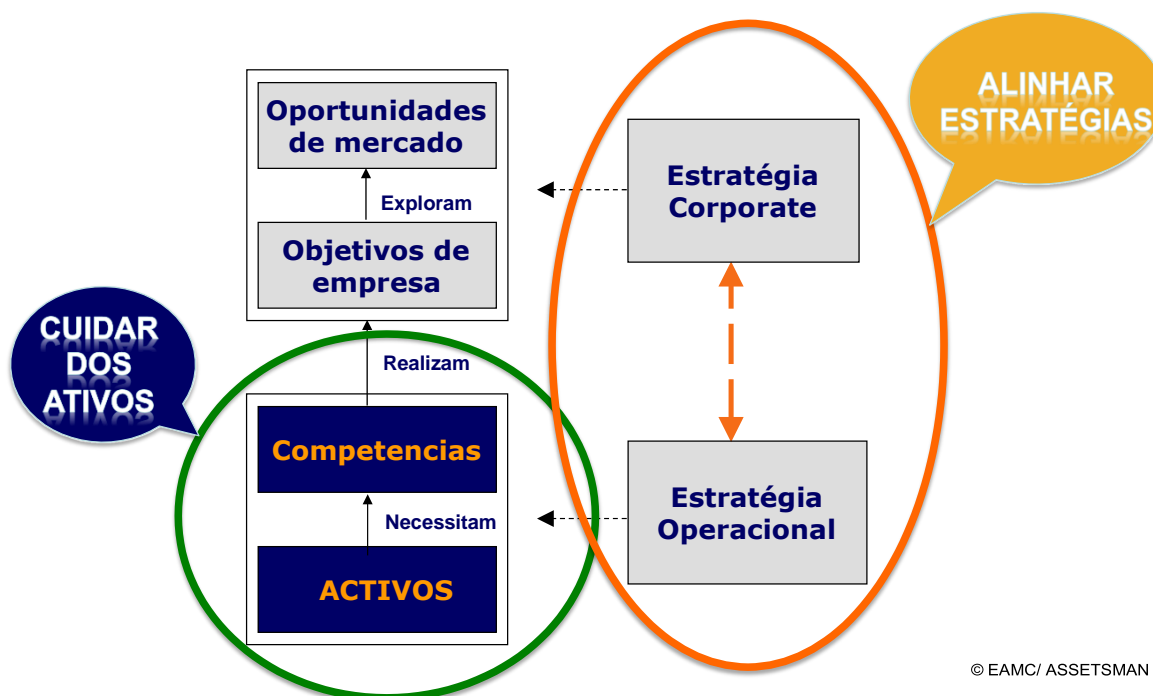 ALINHAR
ESTRATÉGIAS
Oportunidades
de mercado
Exploram
Objetivos de
empresa
Estratégia
Corporate
CUIDAR
DOS
ATIVOS
Realizam
Competencias
Necessitam
ACTIVOS
Estratégia
Operacional
© EAMC/ ASSETSMAN